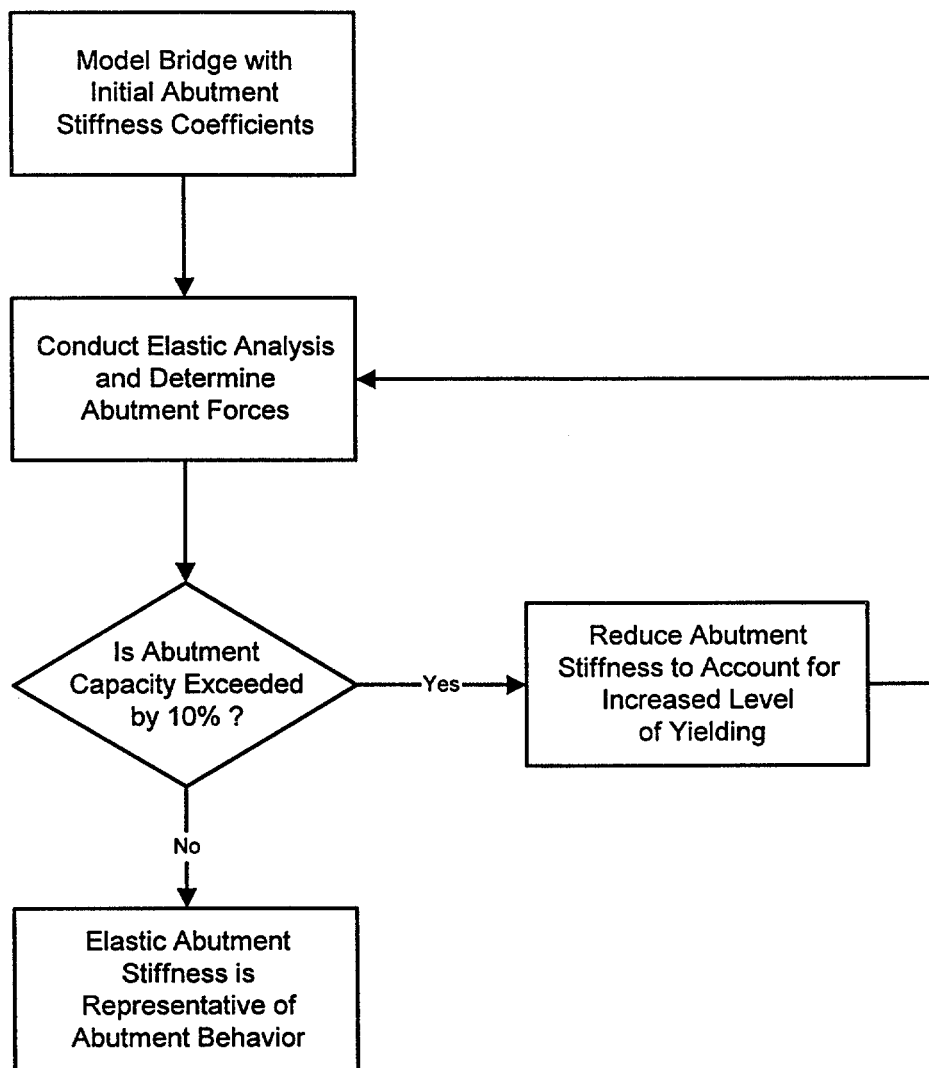 Model Bridge with
Initial Abutment
Stiffness Coefficients
Conduct Elastic Analysis
and Determine
Abutment Forces
Is Abutment
Capacity Exceeded
by 10% ?
Yes
Reduce Abutment
Stiffness to Account for
Increased Level
of Yielding
No
Elastic Abutment
Stiffness is
Representative of
Abutment Behavior